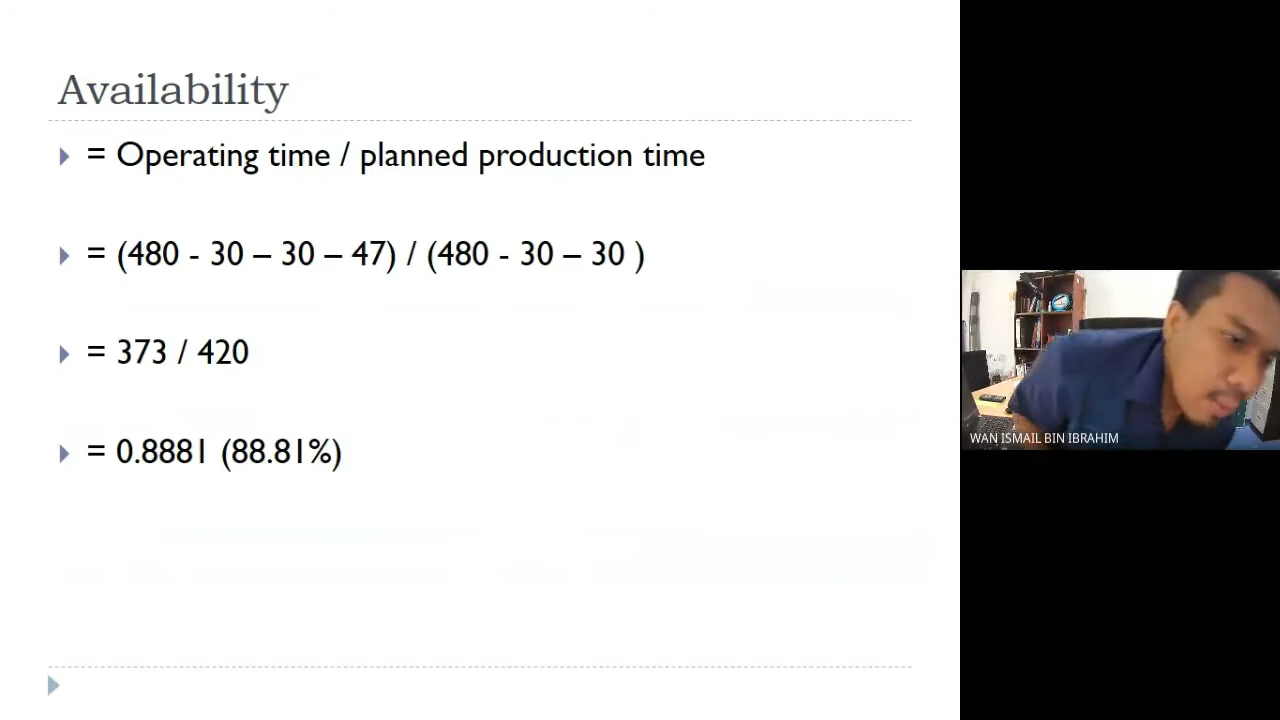 Availability
= Operating time / planned production time
= (480 - 30 – 30 – 47) / (480 - 30 – 30 )
= 373 / 420
= 0.8881 (88.81%)
WAN ISMAIL BIN IBRAHIM